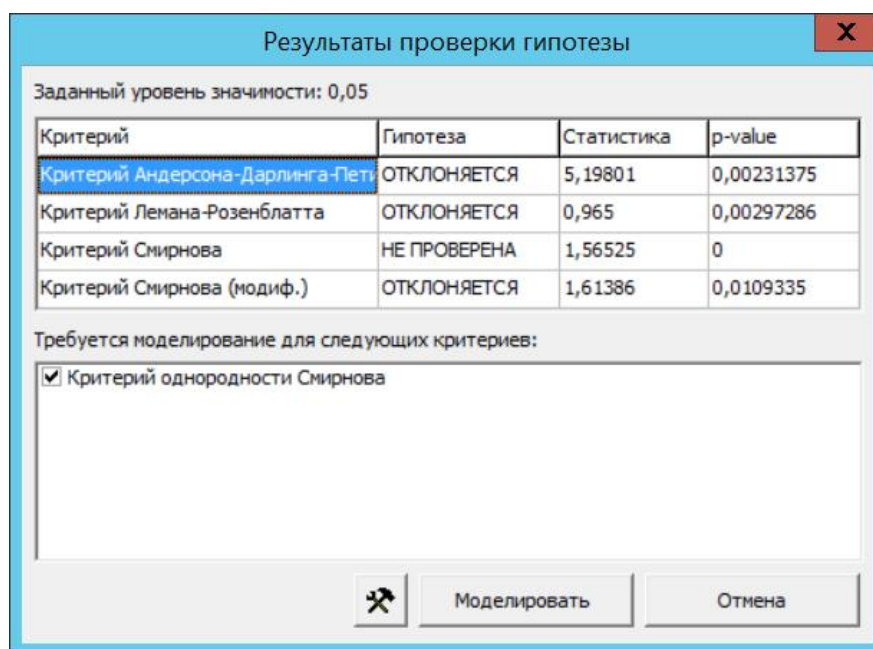 Результаты проверки гипотезы
X
Заданный уровень значимости: 0,05
Критерий Гипотеза Статистика p-value
Критерий Андерсона-Дарлинга-Пети ОТКЛОНЯЕТСЯ 5,19801 0,00231375
Критерий Лемана-Розенблатта ОТКЛОНЯЕТСЯ 0,965 0,00297286
Критерий Смирнова НЕ ПРОВЕРЕНА 1,56525 0
Критерий Смирнова (модиф.) ОТКЛОНЯЕТСЯ 1,61386 0,0109335
Требуется моделирование для следующих критериев:
Критерий однородности Смирнова
Моделировать Отмена